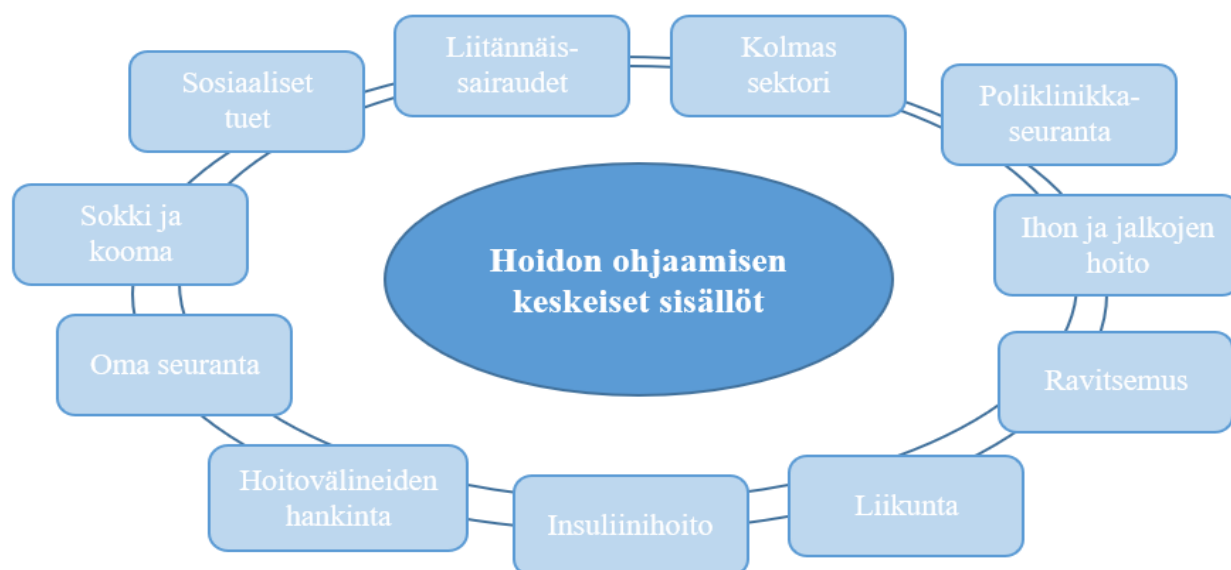 Liitännäis-
sairaudet
Kolmas
sektori
Sosiaaliset
tuet
Poliklinikka-
seuranta
Sokki ja
kooma
Ihon ja jalkojen
hoito
Hoidon ohjaamisen
keskeiset sisällöt
Oma seuranta
Ravitsemus
Hoitovälineiden
hankinta
Insuliinihoito
Liikunta